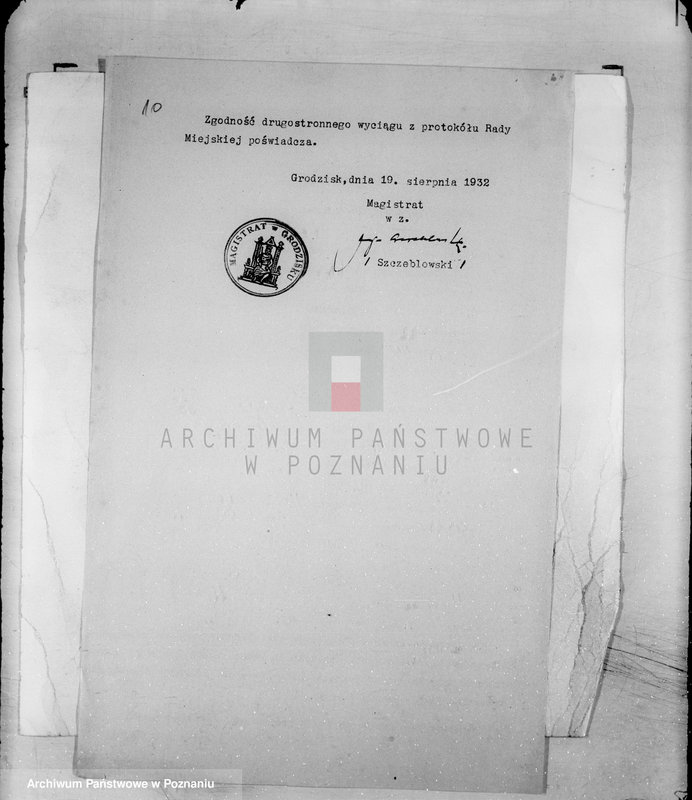 10
64
Zgodność drugostronnego wyciągu z protokółu Rady
Miejskiej poświadcza.
Grodzisk,dnia 19. sierpnia 1932
Magistrat
w z.
MAGISTRAT w GRODZISKU
/ Szczeblowski /
ARCHIWUM PAŃSTWOWE
W POZNANIU
Archiwum Państwowe w Poznaniu